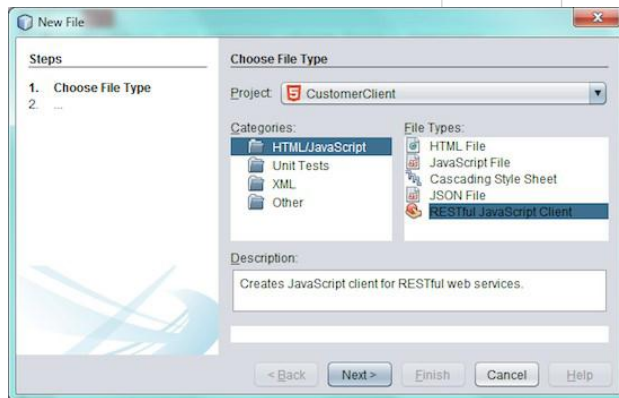 New File
Steps
1. Choose File Type
2. ...
Choose File Type
Project: CustomerClient
Categories:
HTML/JavaScript
Unit Tests
XML
Other
File Types:
HTML File
JavaScript File
Cascading Style Sheet
JSON File
RESTful JavaScript Client
Description:
Creates JavaScript client for RESTful web services.
< Back
Next >
Finish
Cancel
Help